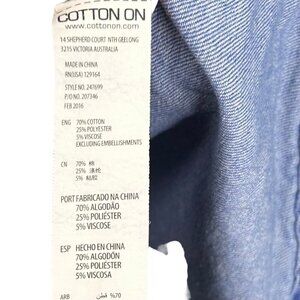 COTTON ON
www.cottonon.com
14 SHEPHERD COURT NTH GEELONG
3215 VICTORIA AUSTRALIA
MADE IN CHINA
RN(USA) 129164
STYLE NO. 247699
P/O NO. 207346
FEB 2016
ENG 70% COTTON
25% POLYESTER
5% VISCOSE
EXCLUDING EMBELLISHMENTS
CN 70% 棉
25% 涤纶
5% 粘胶
PORT FABRICADO NA CHINA
70% ALGODÃO
25% POLIÉSTER
5% VISCOSE
ESP HECHO EN CHINA
70% ALGODÓN
25% POLIÉSTER
5% VISCOSA
ARB قطن %70